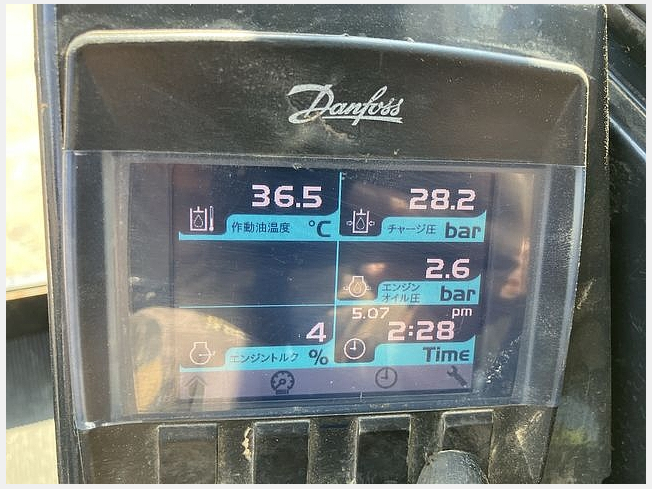 Danfoss
36.5
作動油温度 °C
28.2
チャージ圧 bar
2.6
エンジン
オイル圧 bar
4
エンジントルク %
5.07 pm
2:28
Time